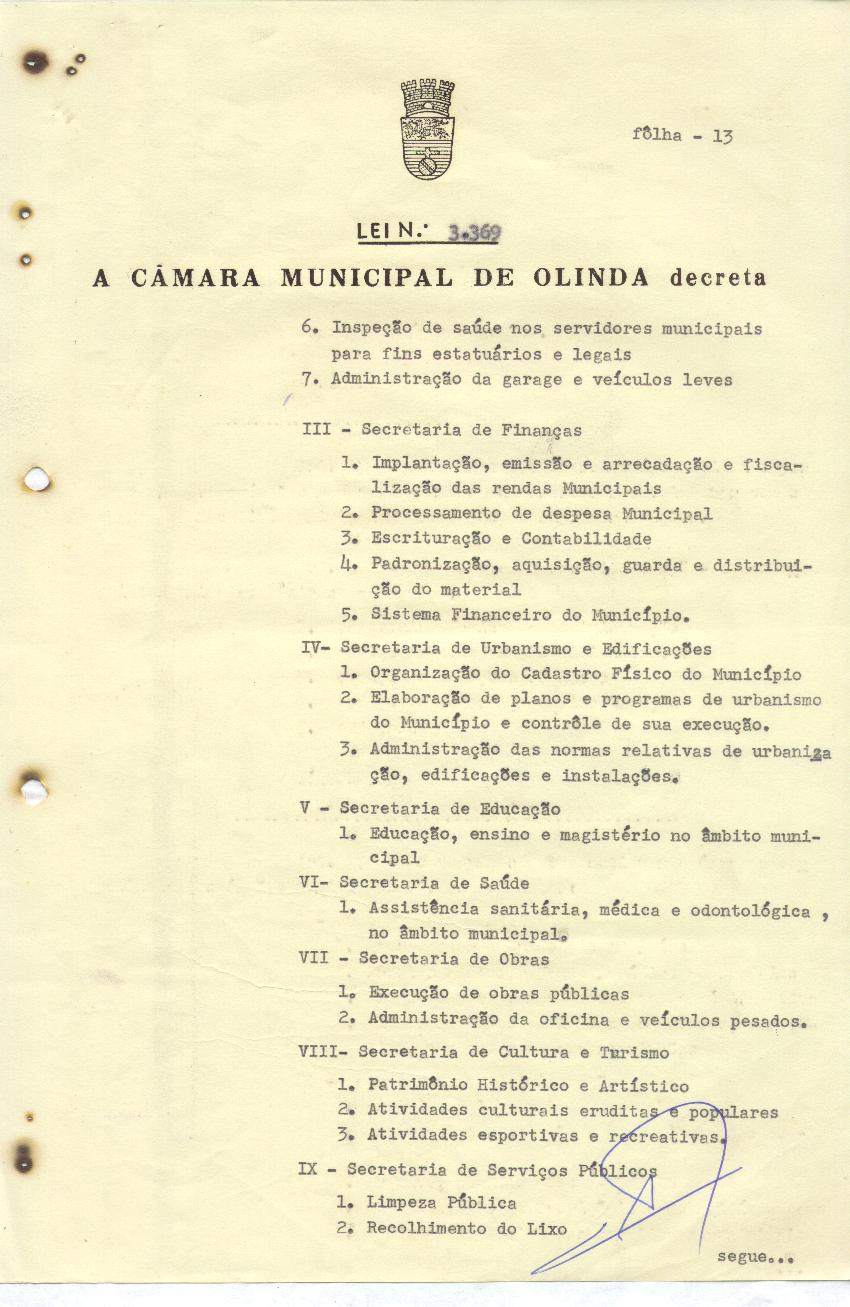 fôlha - 13
LEI N.º 3.369
A CÂMARA MUNICIPAL DE OLINDA decreta
6. Inspeção de saúde nos servidores municipais
para fins estatuários e legais
7. Administração da garage e veículos leves
III - Secretaria de Finanças
1. Implantação, emissão e arrecadação e fisca-
lização das rendas Municipais
2. Processamento de despesa Municipal
3. Escrituração e Contabilidade
4. Padronização, aquisição, guarda e distribui-
ção do material
5. Sistema Financeiro do Município.
IV- Secretaria de Urbanismo e Edificações
1. Organização do Cadastro Físico do Município
2. Elaboração de planos e programas de urbanismo
do Município e contrôle de sua execução.
3. Administração das normas relativas de urbaniza
ção, edificações e instalações.
V - Secretaria de Educação
1. Educação, ensino e magistério no âmbito muni-
cipal
VI- Secretaria de Saúde
1. Assistência sanitária, médica e odontológica ,
no âmbito municipal.
VII - Secretaria de Obras
1. Execução de obras públicas
2. Administração da oficina e veículos pesados.
VIII- Secretaria de Cultura e Turismo
1. Patrimônio Histórico e Artístico
2. Atividades culturais eruditas e populares
3. Atividades esportivas e recreativas.
IX - Secretaria de Serviços Públicos
1. Limpeza Pública
2. Recolhimento do Lixo
segue...